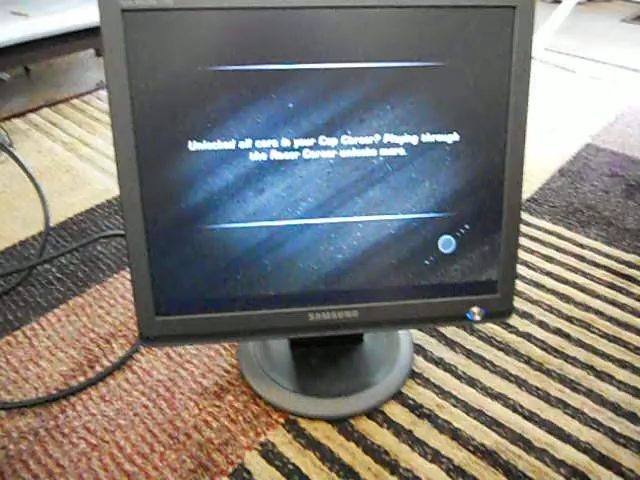 Unlocked all cars in your Cop Career? Playing through
the Racer Career unlocks more.
SAMSUNG